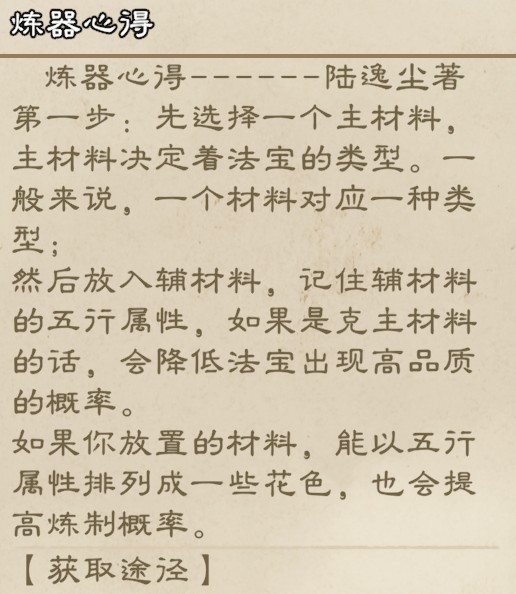 炼器心得
炼器心得------陆逸尘著
第一步：先选择一个主材料，
主材料决定着法宝的类型。一
般来说，一个材料对应一种类
型；
然后放入辅材料，记住辅材料
的五行属性，如果是克主材料
的话，会降低法宝出现高品质
的概率。
如果你放置的材料，能以五行
属性排列成一些花色，也会提
高炼制概率。
【获取途径】